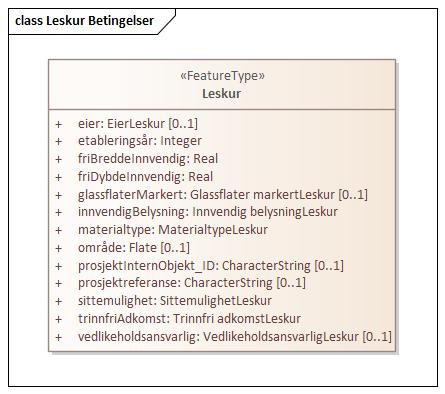 class Leskur Betingelser
«FeatureType»
Leskur
+ eier: EierLeskur [0..1]
+ etableringsår: Integer
+ friBreddeInnvendig: Real
+ friDybdeInnvendig: Real
+ glassflaterMarkert: Glassflater markertLeskur [0..1]
+ innvendigBelysning: Innvendig belysningLeskur
+ materialtype: MaterialtypeLeskur
+ område: Flate [0..1]
+ prosjektInternObjekt_ID: CharacterString [0..1]
+ prosjektreferanse: CharacterString [0..1]
+ sittemulighet: SittemulighetLeskur
+ trinnfriAdkomst: Trinnfri adkomstLeskur
+ vedlikeholdsansvarlig: VedlikeholdsansvarligLeskur [0..1]